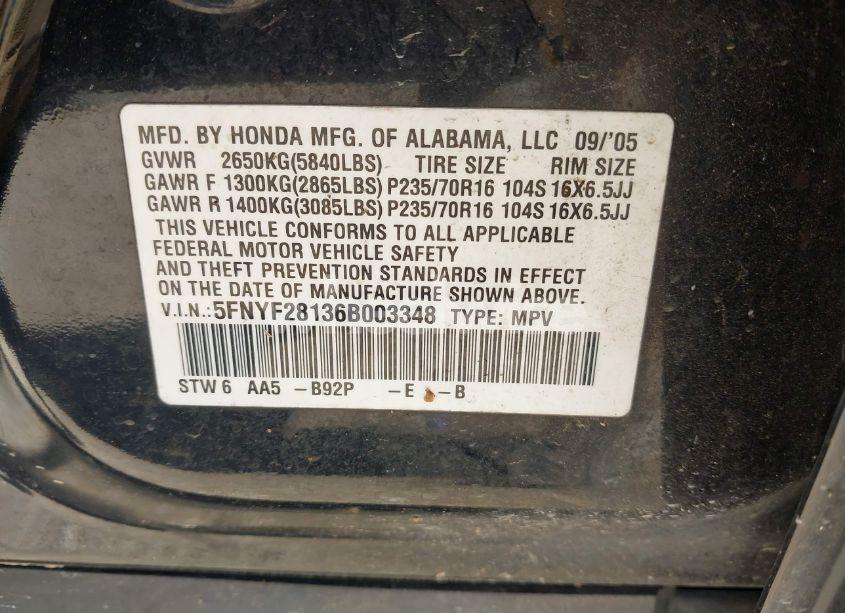 MFD. BY HONDA MFG. OF ALABAMA, LLC 09/'05
GVWR 2650KG(5840LBS) TIRE SIZE RIM SIZE
GAWR F 1300KG(2865LBS) P235/70R16 104S 16X6.5JJ
GAWR R 1400KG(3085LBS) P235/70R16 104S 16X6.5JJ
THIS VEHICLE CONFORMS TO ALL APPLICABLE
FEDERAL MOTOR VEHICLE SAFETY
AND THEFT PREVENTION STANDARDS IN EFFECT
ON THE DATE OF MANUFACTURE SHOWN ABOVE.
V.I.N.:5FNYF28136B003348 TYPE: MPV
STW6 AA5 -B92P -E -B